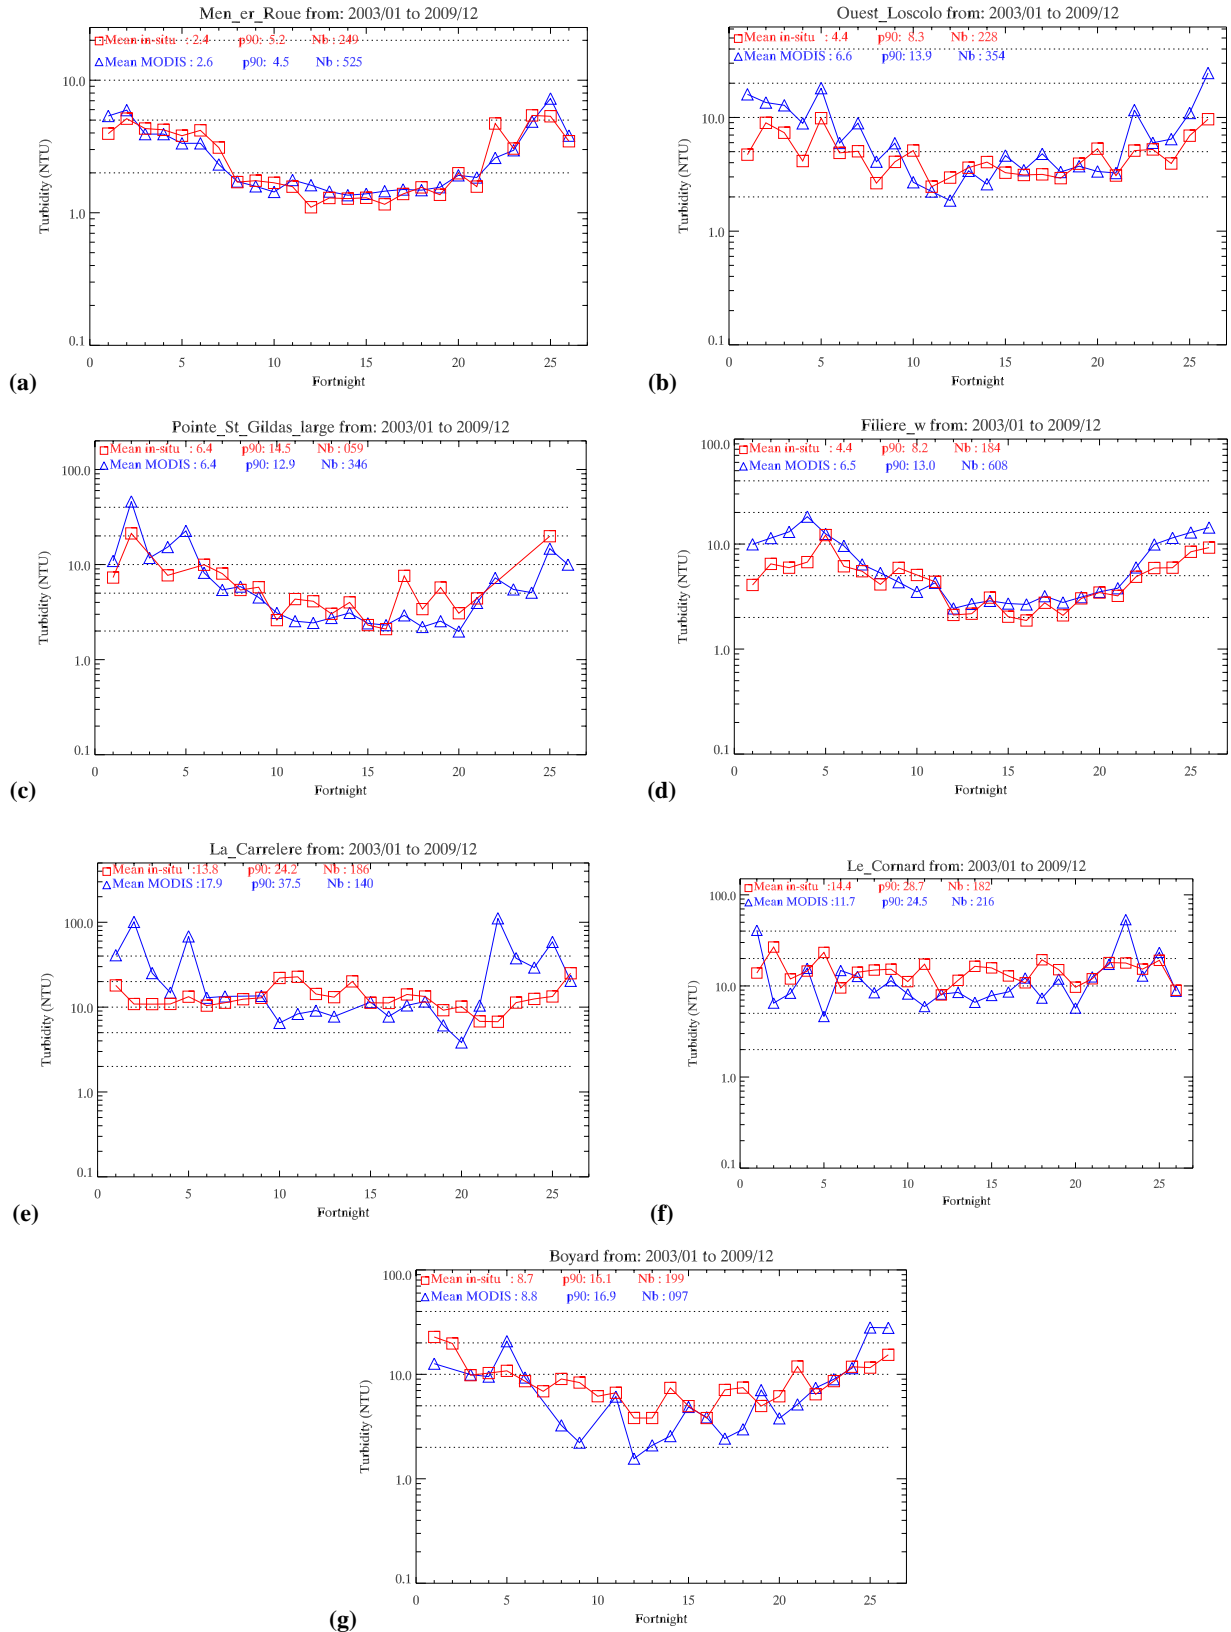 Men_er_Roue from: 2003/01 to 2009/12
Mean in-situ : 2.4 p90: 5.2 Nb : 249
Mean MODIS : 2.6 p90: 4.5 Nb : 525
10.0
1.0
0.1
Turbidity (NTU)
0 5 10 15 20 25
Fortnight
(a)
Ouest_Loscolo from: 2003/01 to 2009/12
Mean in-situ : 4.4 p90: 8.3 Nb : 228
Mean MODIS : 6.6 p90: 13.9 Nb : 354
10.0
1.0
0.1
Turbidity (NTU)
0 5 10 15 20 25
Fortnight
(b)
Pointe_St_Gildas_large from: 2003/01 to 2009/12
Mean in-situ : 6.4 p90: 14.5 Nb : 059
Mean MODIS : 6.4 p90: 12.9 Nb : 346
100.0
10.0
1.0
0.1
Turbidity (NTU)
0 5 10 15 20 25
Fortnight
(c)
Filiere_w from: 2003/01 to 2009/12
Mean in-situ : 4.4 p90: 8.2 Nb : 184
Mean MODIS : 6.5 p90: 13.0 Nb : 608
100.0
10.0
1.0
0.1
Turbidity (NTU)
0 5 10 15 20 25
Fortnight
(d)
La_Carrelere from: 2003/01 to 2009/12
Mean in-situ :13.8 p90: 24.2 Nb : 186
Mean MODIS :17.9 p90: 37.5 Nb : 140
100.0
10.0
1.0
0.1
Turbidity (NTU)
0 5 10 15 20 25
Fortnight
(e)
Le_Cornard from: 2003/01 to 2009/12
Mean in-situ :14.4 p90: 28.7 Nb : 182
Mean MODIS :11.7 p90: 24.5 Nb : 216
100.0
10.0
1.0
0.1
Turbidity (NTU)
0 5 10 15 20 25
Fortnight
(f)
Boyard from: 2003/01 to 2009/12
Mean in-situ : 8.7 p90: 16.1 Nb : 199
Mean MODIS : 8.8 p90: 16.9 Nb : 097
100.0
10.0
1.0
0.1
Turbidity (NTU)
0 5 10 15 20 25
Fortnight
(g)